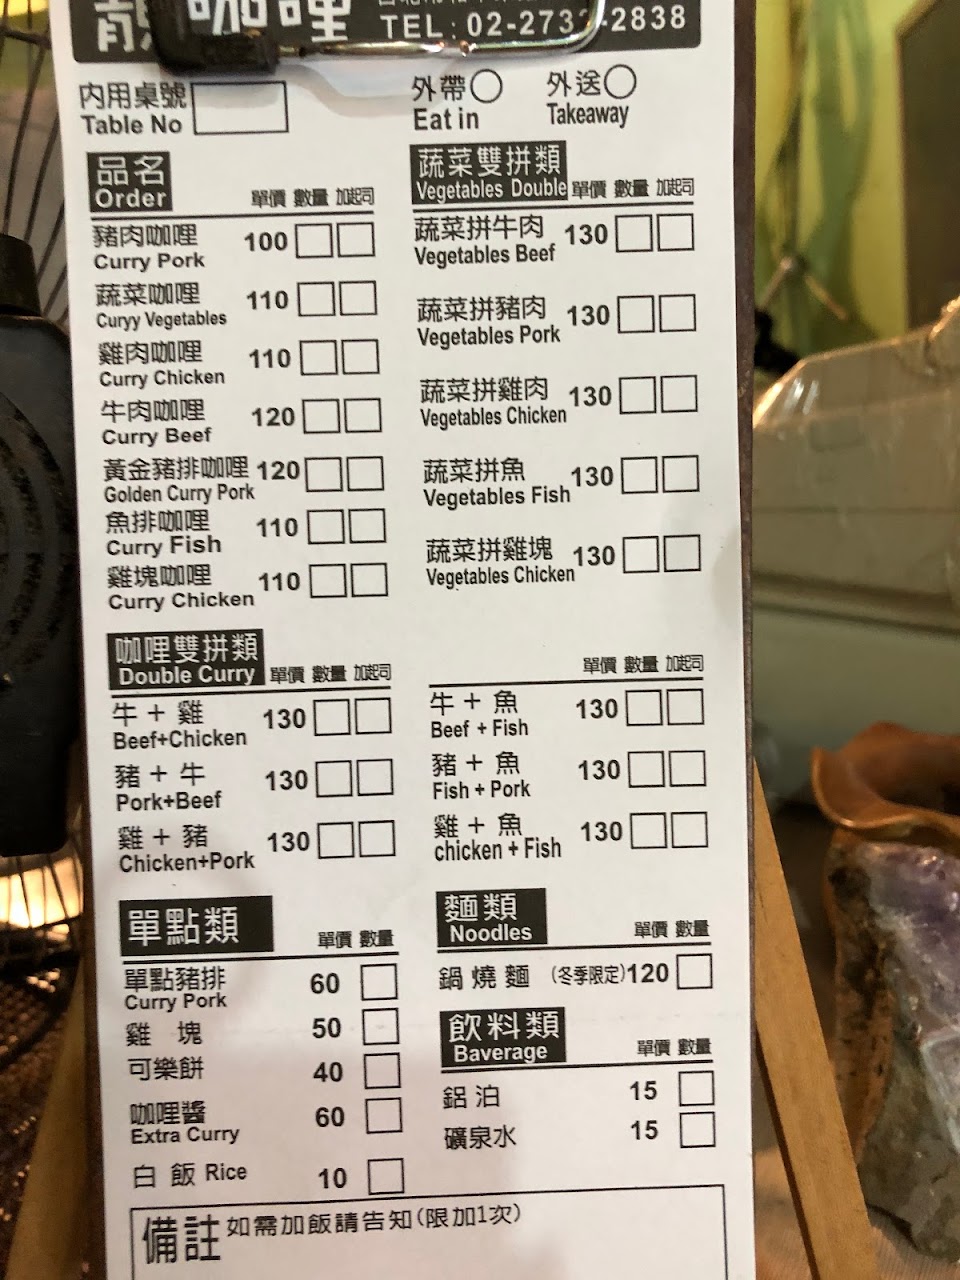 咖哩
TEL: 02-273 -2838
內用桌號
Table No
外帶
Eat in
外送
Takeaway
品名
Order
單價 數量 加起司
豬肉咖哩 100
Curry Pork
蔬菜咖哩 110
Curyy Vegetables
雞肉咖哩 110
Curry Chicken
牛肉咖哩 120
Curry Beef
黃金豬排咖哩 120
Golden Curry Pork
魚排咖哩 110
Curry Fish
雞塊咖哩 110
Curry Chicken
蔬菜雙拼類
Vegetables Double
單價 數量 加起司
蔬菜拼牛肉 130
Vegetables Beef
蔬菜拼豬肉 130
Vegetables Pork
蔬菜拼雞肉 130
Vegetables Chicken
蔬菜拼魚 130
Vegetables Fish
蔬菜拼雞塊 130
Vegetables Chicken
咖哩雙拼類
Double Curry
單價 數量 加起司
牛 + 雞 130
Beef+Chicken
豬 + 牛 130
Pork+Beef
雞 + 豬 130
Chicken+Pork
單價 數量 加起司
牛 + 魚 130
Beef + Fish
豬 + 魚 130
Fish + Pork
雞 + 魚 130
chicken + Fish
單點類
單價 數量
單點豬排 60
Curry Pork
雞 塊 50
可樂餅 40
咖哩醬 60
Extra Curry
白飯 Rice 10
麵類
Noodles
單價 數量
鍋燒麵 (冬季限定) 120
飲料類
Baverage
單價 數量
鋁泊 15
礦泉水 15
備註 如需加飯請告知(限加1次)